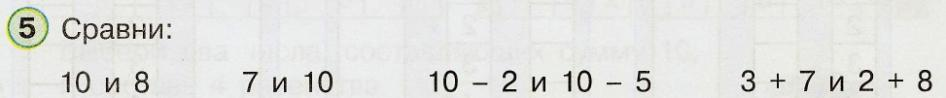 5 Сравни:
10 и 8 7 и 10 10 – 2 и 10 – 5 3 + 7 и 2 + 8